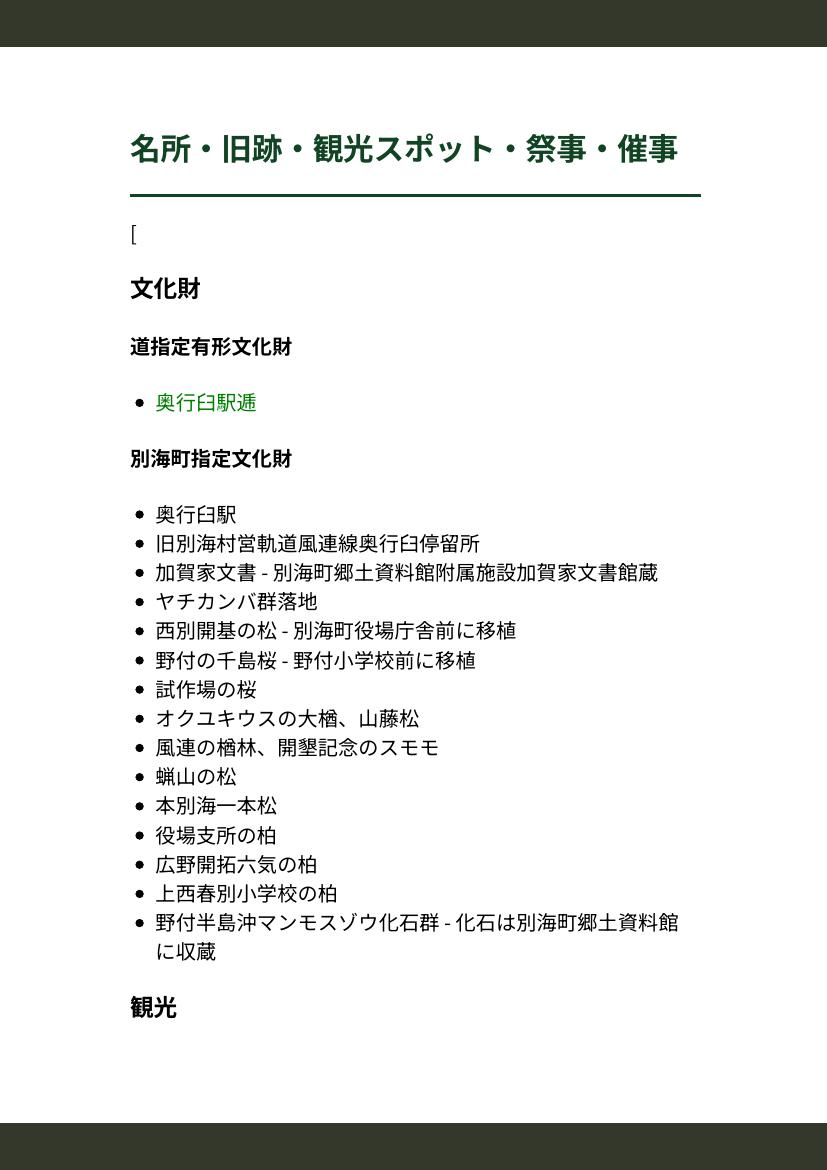 名所・旧跡・観光スポット・祭事・催事
[
文化財
道指定有形文化財
奥行臼駅逓
別海町指定文化財
奥行臼駅
旧別海村営軌道風連線奥行臼停留所
加賀家文書 - 別海町郷土資料館附属施設加賀家文書館蔵
ヤチカンバ群落地
西別開基の松 - 別海町役場庁舎前に移植
野付の千島桜 - 野付小学校前に移植
試作場の桜
オクユキウスの大楢、山藤松
風連の楢林、開墾記念のスモモ
蝋山の松
本別海一本松
役場支所の柏
広野開拓六気の柏
上西春別小学校の柏
野付半島沖マンモスゾウ化石群 - 化石は別海町郷土資料館
に収蔵
観光